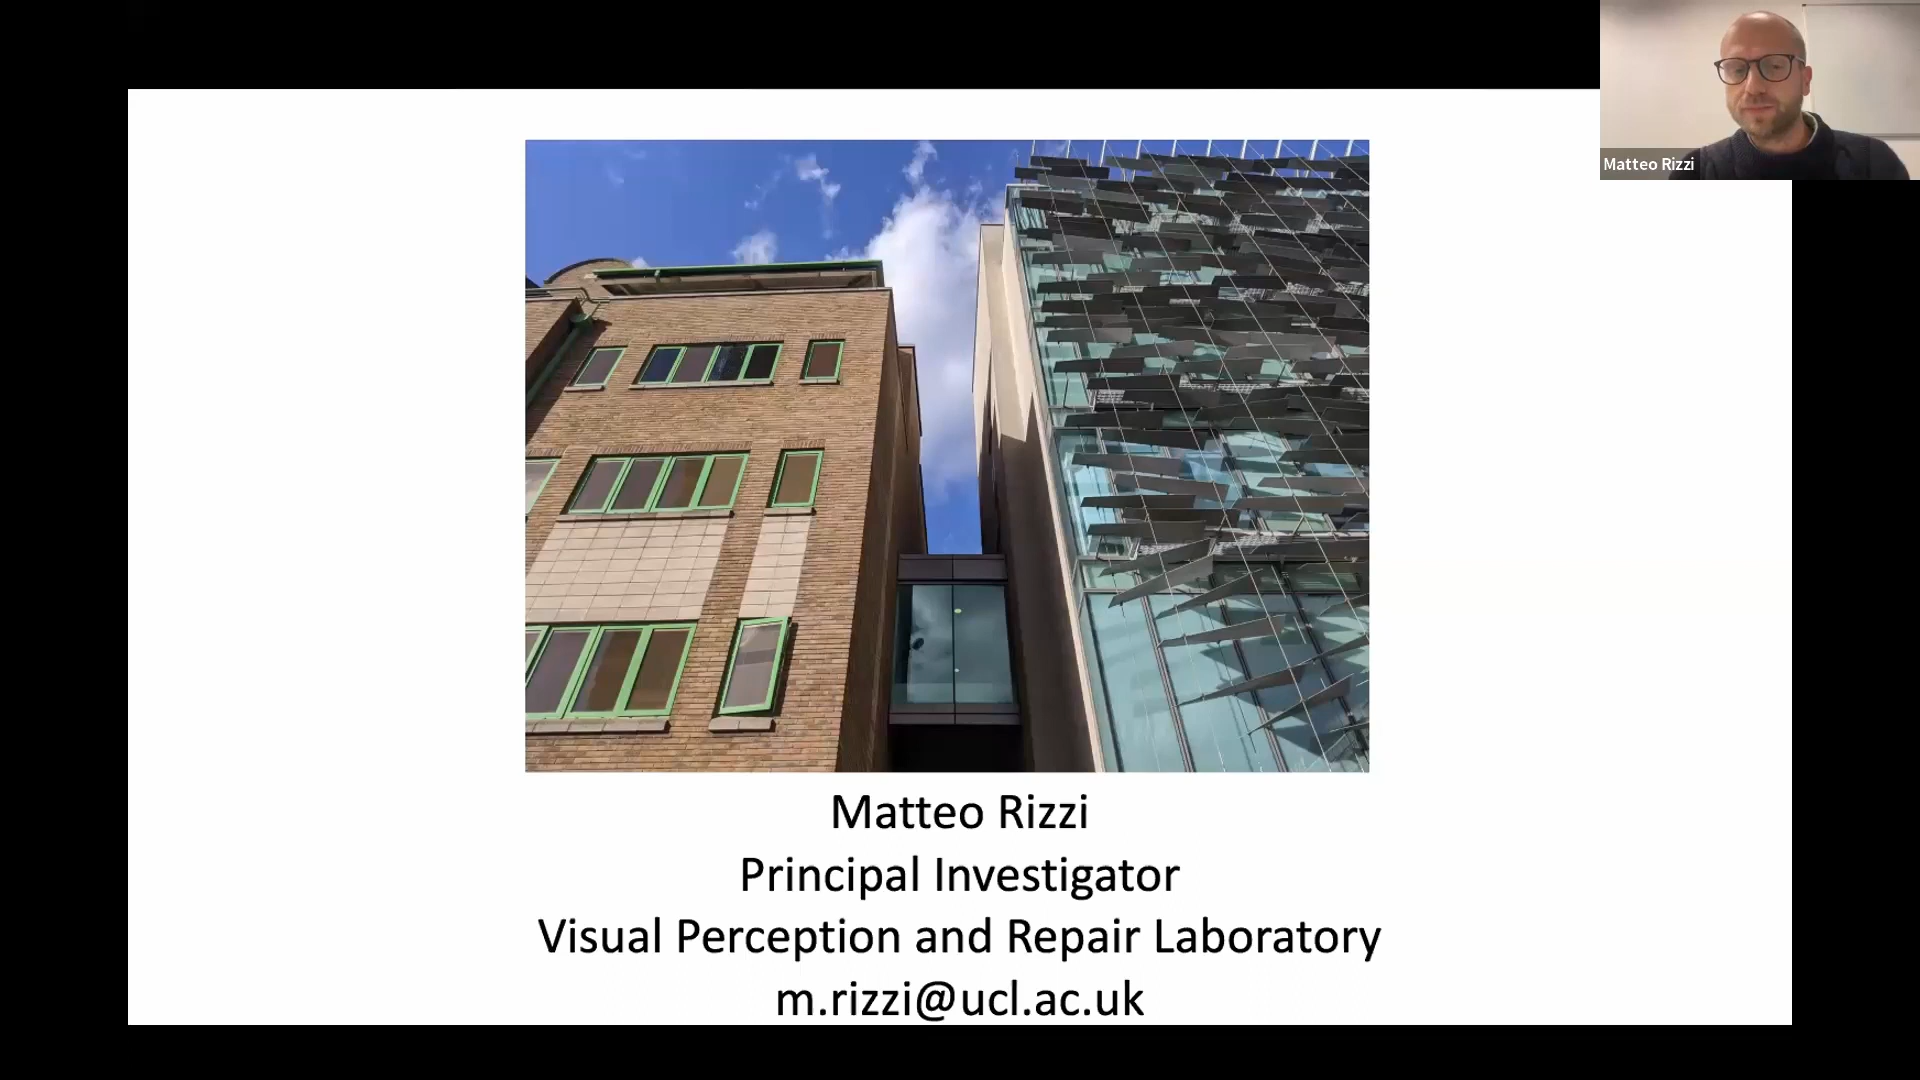 Matteo Rizzi
Matteo Rizzi
Principal Investigator
Visual Perception and Repair Laboratory
m.rizzi@ucl.ac.uk